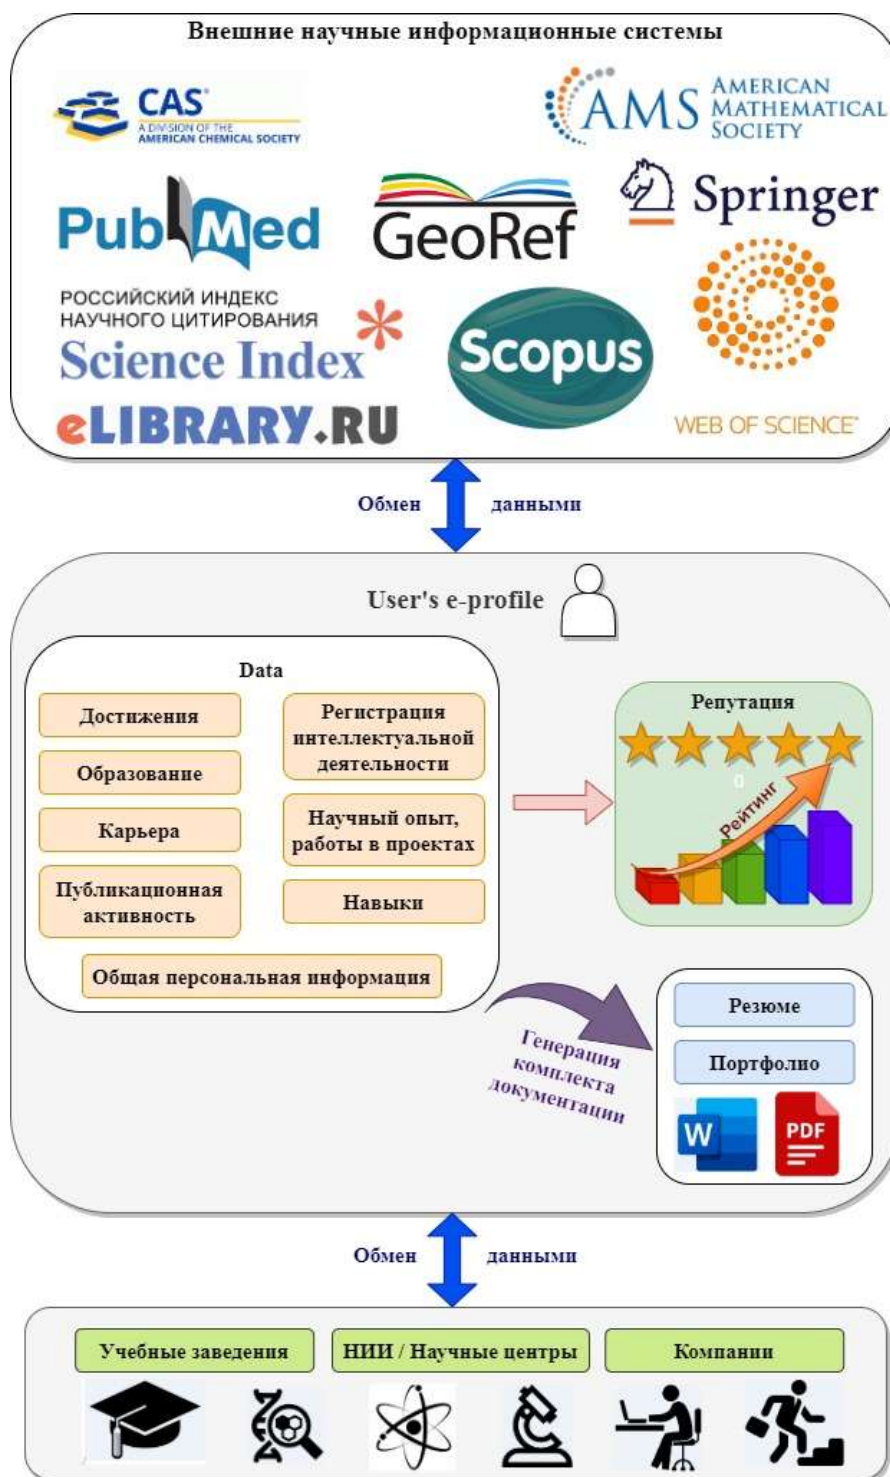 Внешние научные информационные системы
CAS
A DIVISION OF THE
AMERICAN CHEMICAL SOCIETY
AMS
AMERICAN
MATHEMATICAL
SOCIETY
PubMed
GeoRef
Springer
РОССИЙСКИЙ ИНДЕКС
НАУЧНОГО ЦИТИРОВАНИЯ
Science Index
eLIBRARY.RU
Scopus
WEB OF SCIENCE™
Обмен данными
User's e-profile
Data
Достижения
Образование
Карьера
Публикационная
активность
Регистрация
интеллектуальной
деятельности
Научный опыт,
работы в проектах
Навыки
Общая персональная информация
Репутация
0
Рейтинг
Генерация
комплекта
документации
Резюме
Портфолио
W
PDF
Обмен данными
Учебные заведения
НИИ / Научные центры
Компании